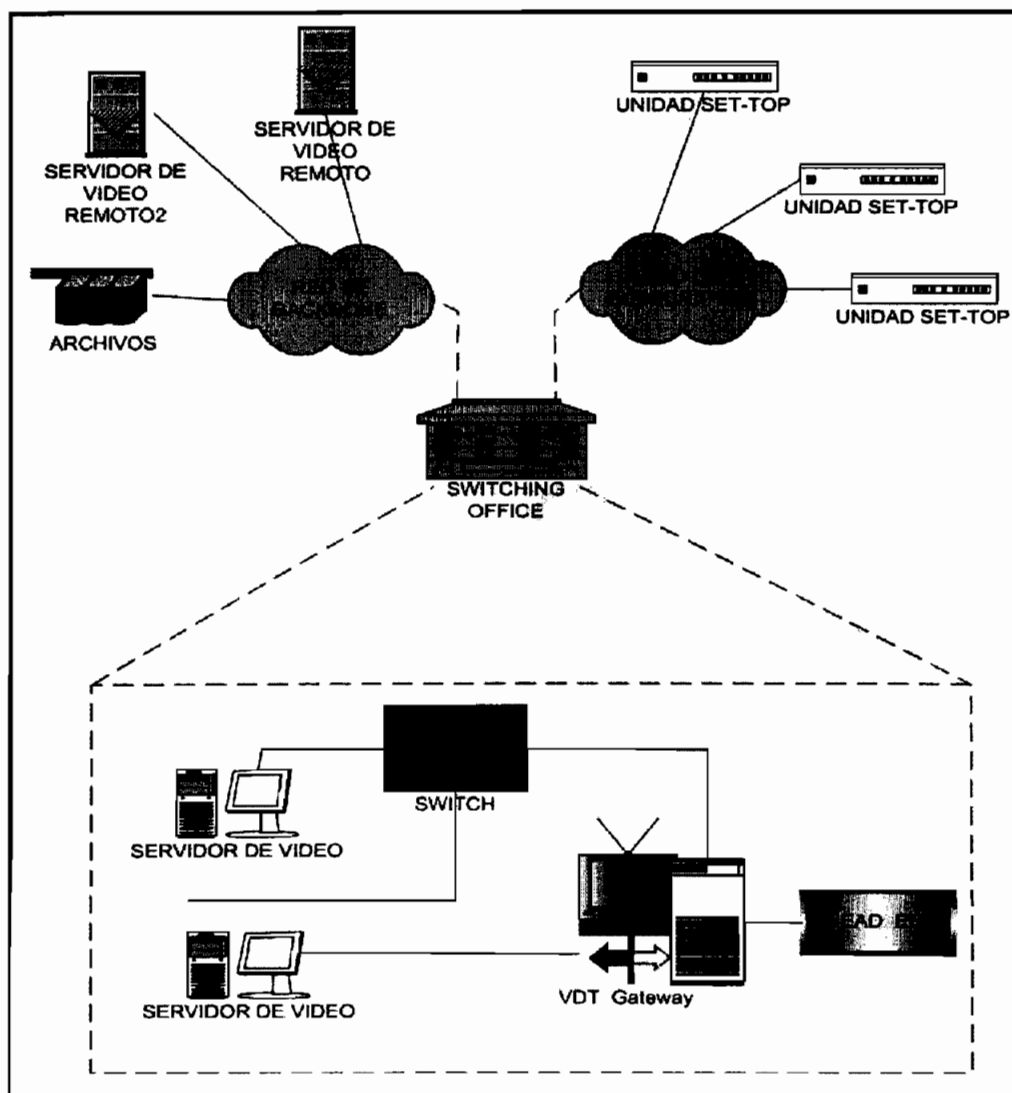 SERVIDOR DE
VIDEO
REMOTO2
SERVIDOR DE
VIDEO
REMOTO
UNIDAD SET-TOP
UNIDAD SET-TOP
UNIDAD SET-TOP
ARCHIVOS
BACKBONE
SWITCHING
OFFICE
SWITCH
SERVIDOR DE VIDEO
SERVIDOR DE VIDEO
VDT Gateway